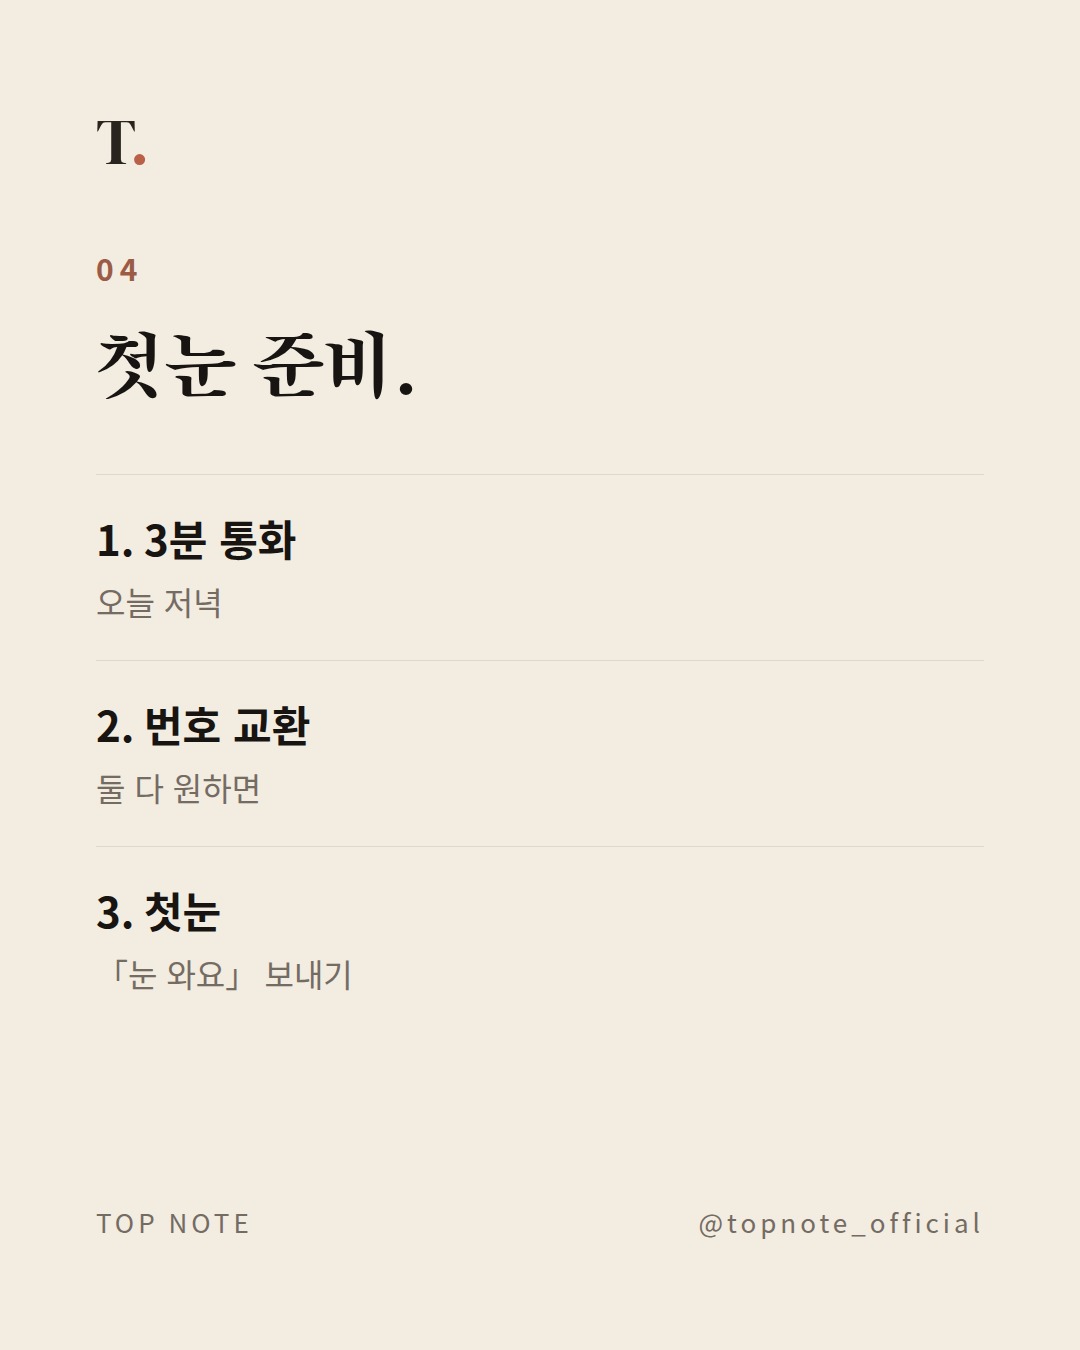 T.
04
첫눈 준비.
1. 3분 통화
오늘 저녁
2. 번호 교환
둘 다 원하면
3. 첫눈
「눈 와요」 보내기
TOP NOTE
@topnote_official